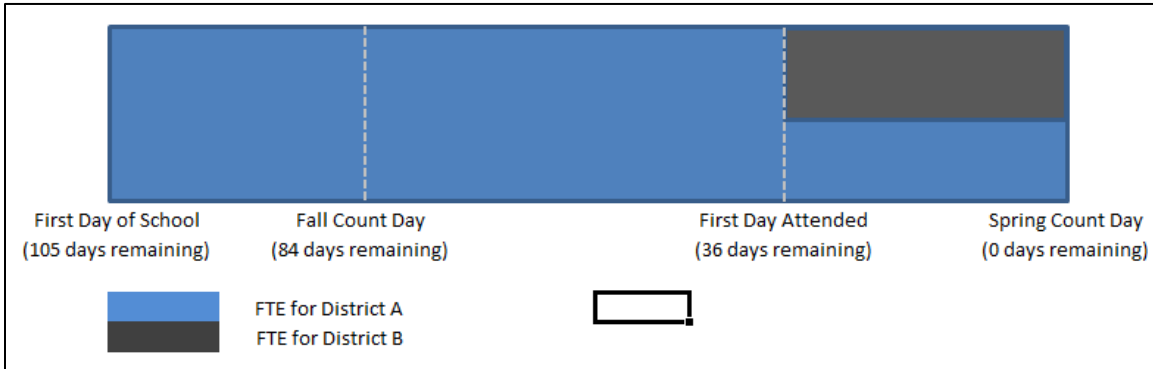 First Day of School
(105 days remaining)
Fall Count Day
(84 days remaining)
First Day Attended
(36 days remaining)
Spring Count Day
(0 days remaining)
FTE for District A
FTE for District B